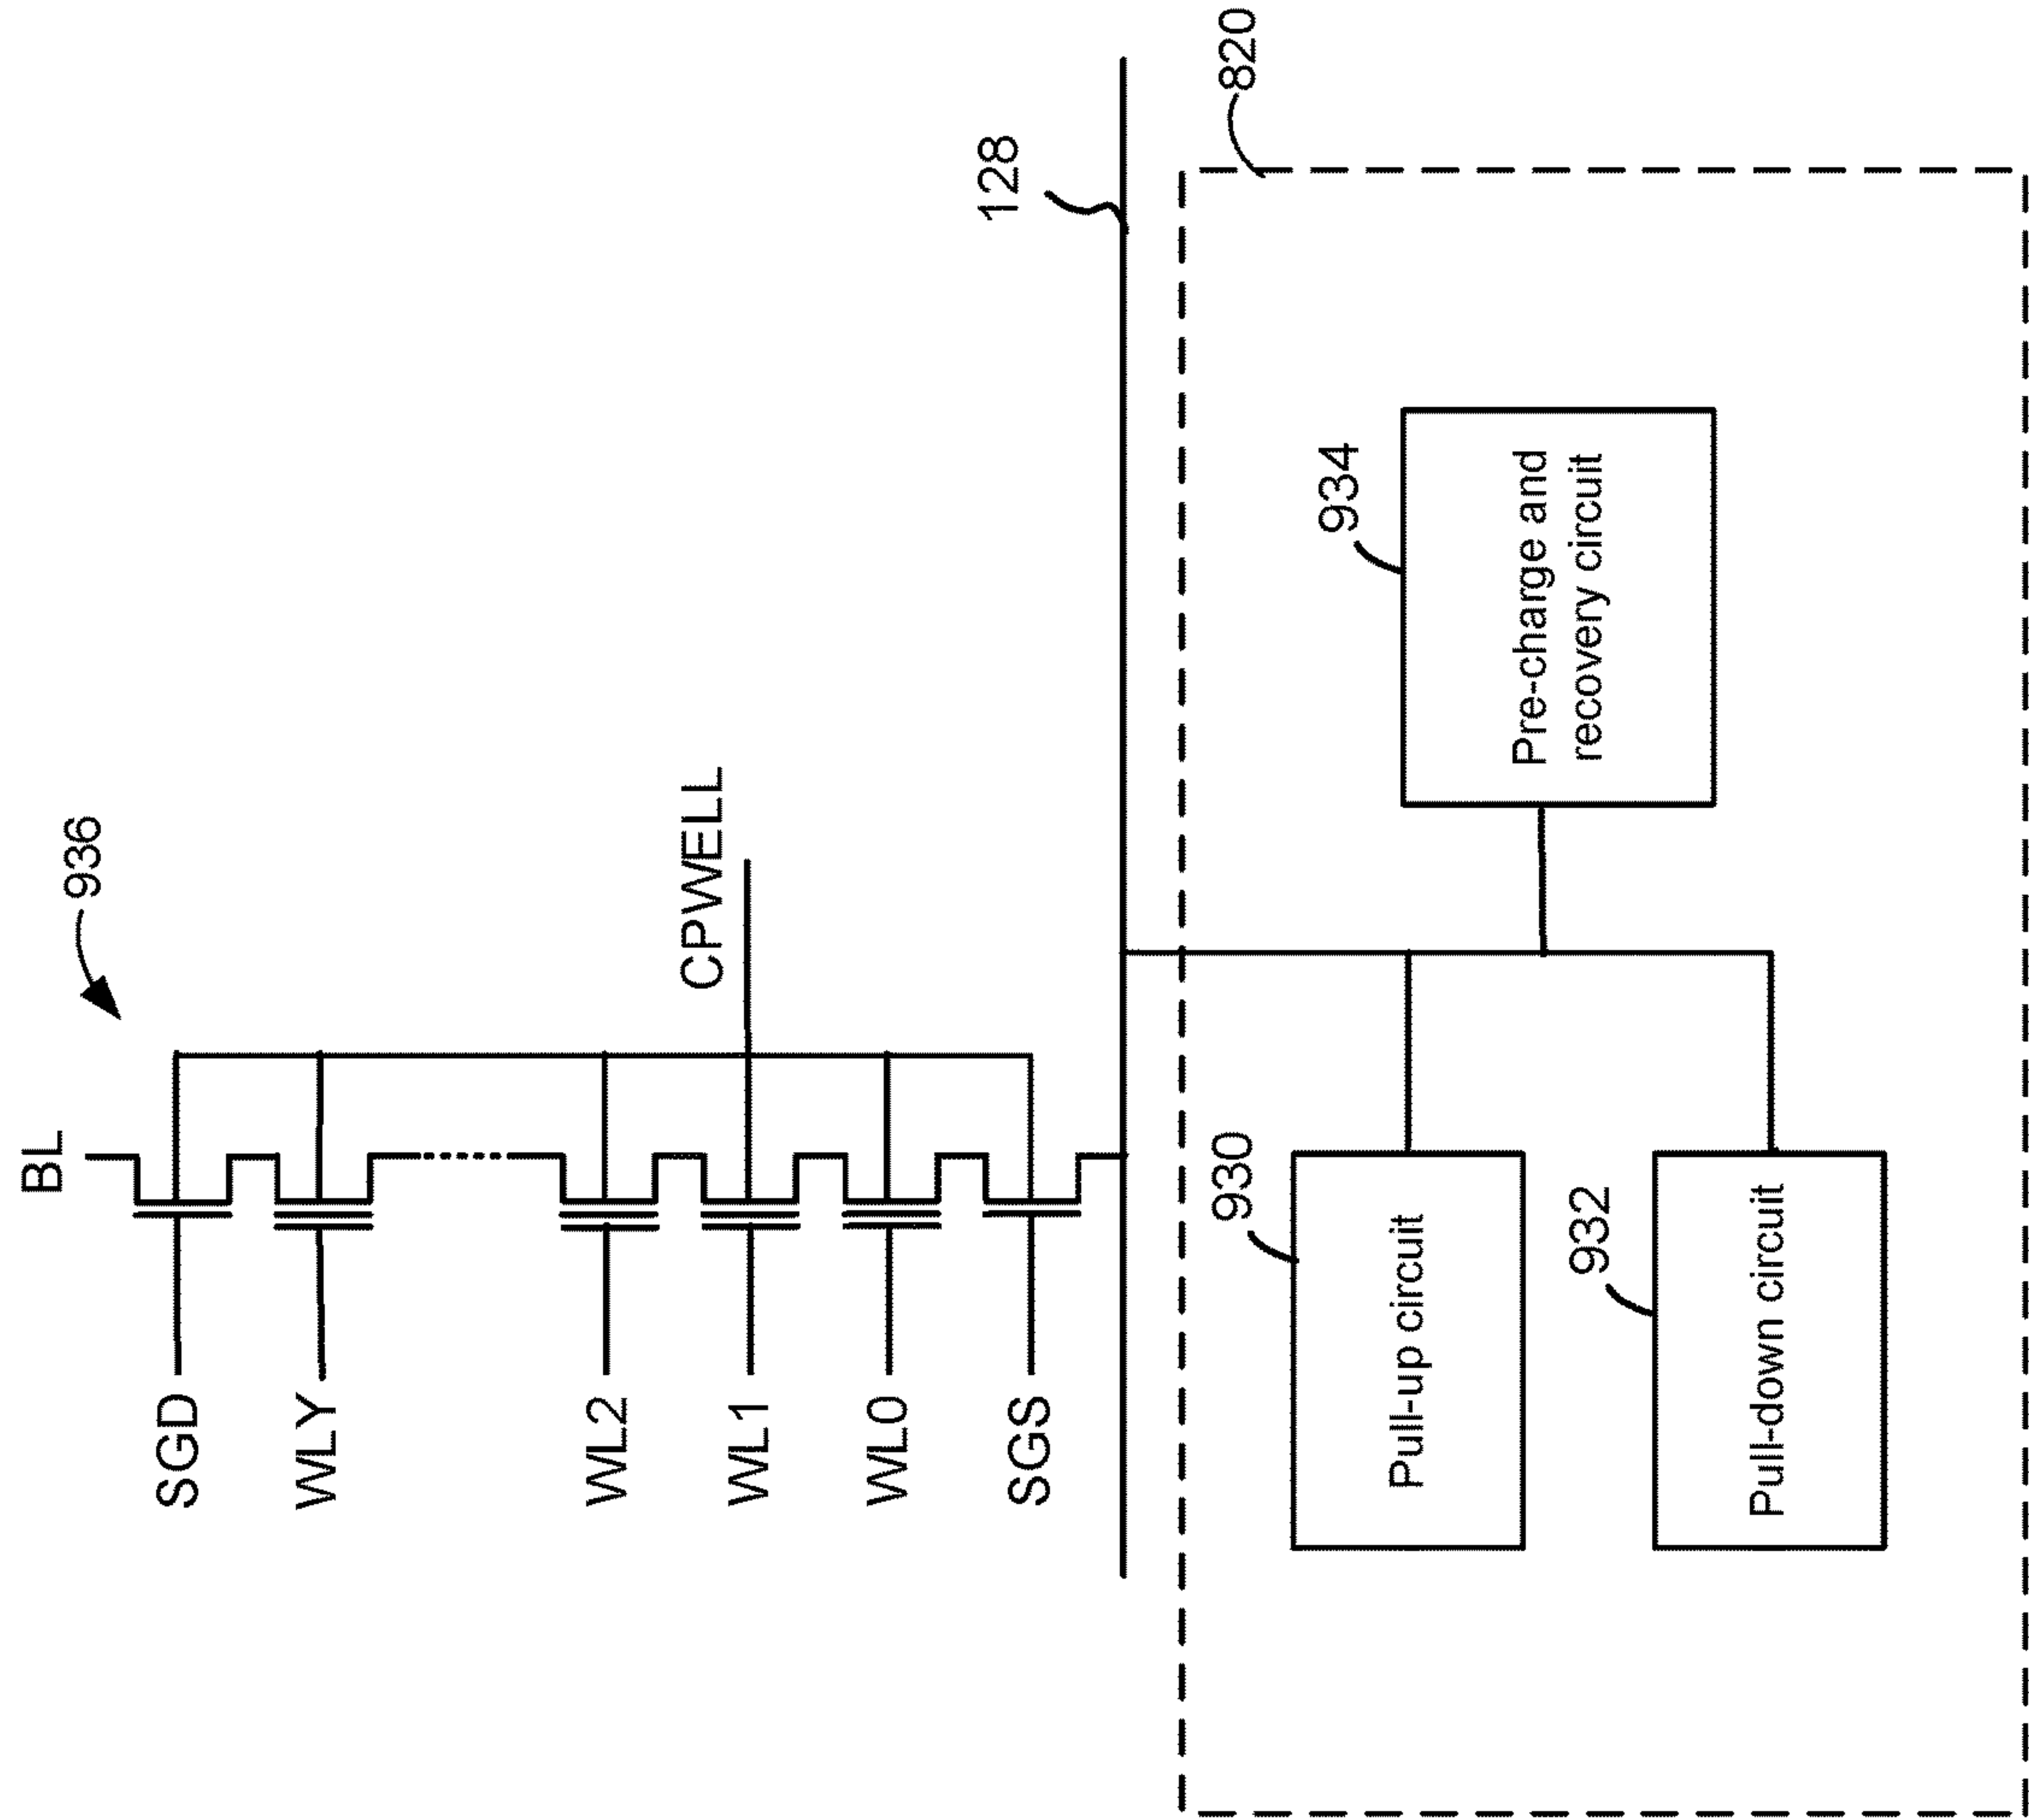 936
BL
SGD
WLY
WL2
WL1
WL0
SGS
CPWELL
128
820
930
Pull-up circuit
932
Pull-down circuit
934
Pre-charge and
recovery circuit